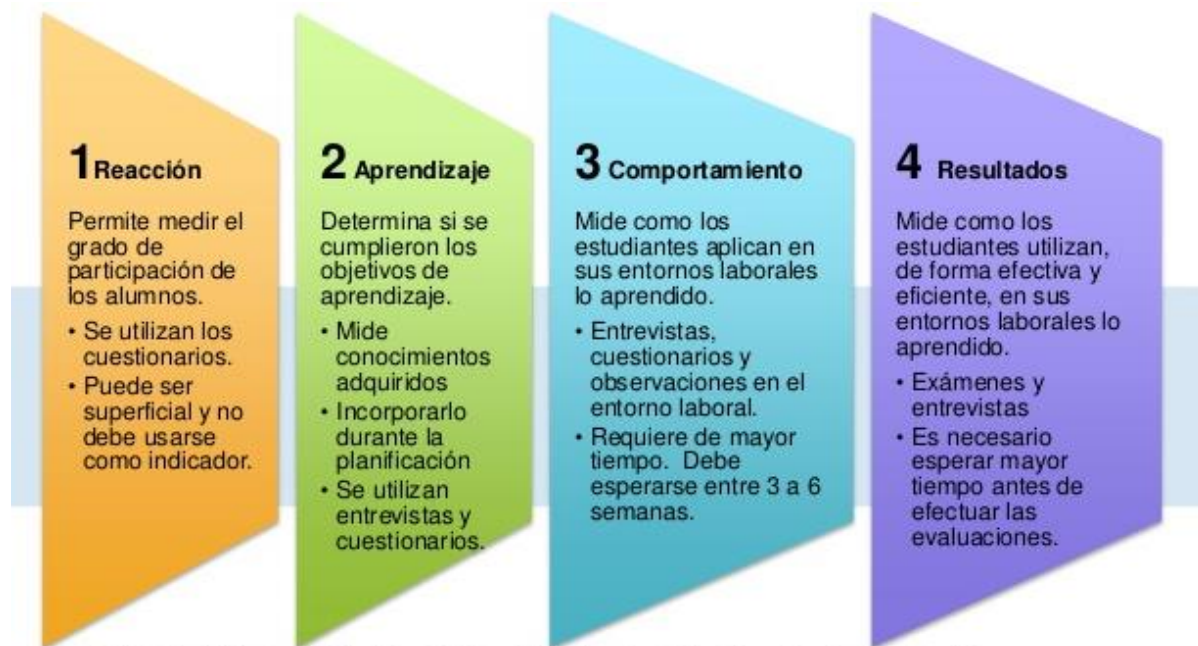 1 Reacción
Permite medir el
grado de
participación de
los alumnos.
• Se utilizan los
cuestionarios.
• Puede ser
superficial y no
debe usarse
como indicador.
2 Aprendizaje
Determina si se
cumplieron los
objetivos de
aprendizaje.
• Mide
conocimientos
adquiridos
• Incorporarlo
durante la
planificación
• Se utilizan
entrevistas y
cuestionarios.
3 Comportamiento
Mide como los
estudiantes aplican en
sus entornos laborales
lo aprendido.
• Entrevistas,
cuestionarios y
observaciones en el
entorno laboral.
• Requiere de mayor
tiempo. Debe
esperarse entre 3 a 6
semanas.
4 Resultados
Mide como los
estudiantes utilizan,
de forma efectiva y
eficiente, en sus
entornos laborales lo
aprendido.
• Exámenes y
entrevistas
• Es necesario
esperar mayor
tiempo antes de
efectuar las
evaluaciones.